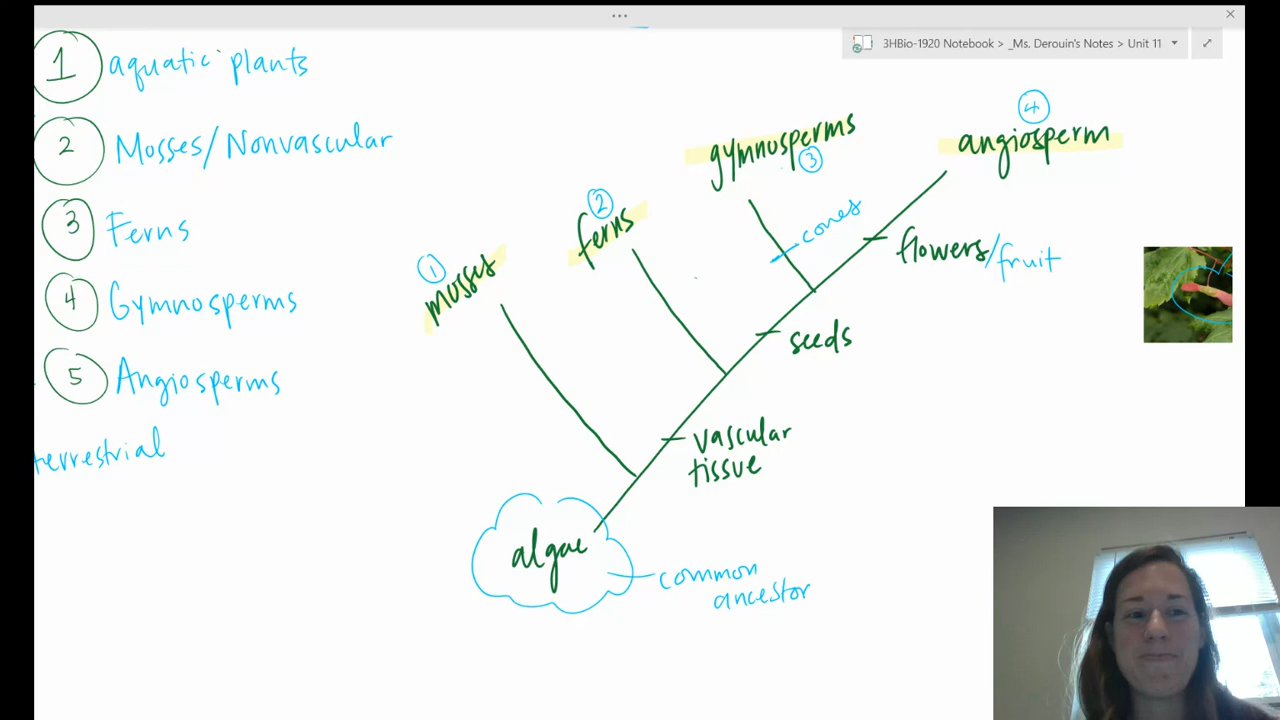 3HBio-1920 Notebook > _Ms. Derouin's Notes > Unit 11
1 aquatic plants
2 Mosses/Nonvascular
3 Ferns
4 Gymnosperms
5 Angiosperms
terrestrial
1
mosses
2
ferns
gymnosperms
3
4
angiosperm
cones
flowers/fruit
seeds
vascular
tissue
algae
common
ancestor